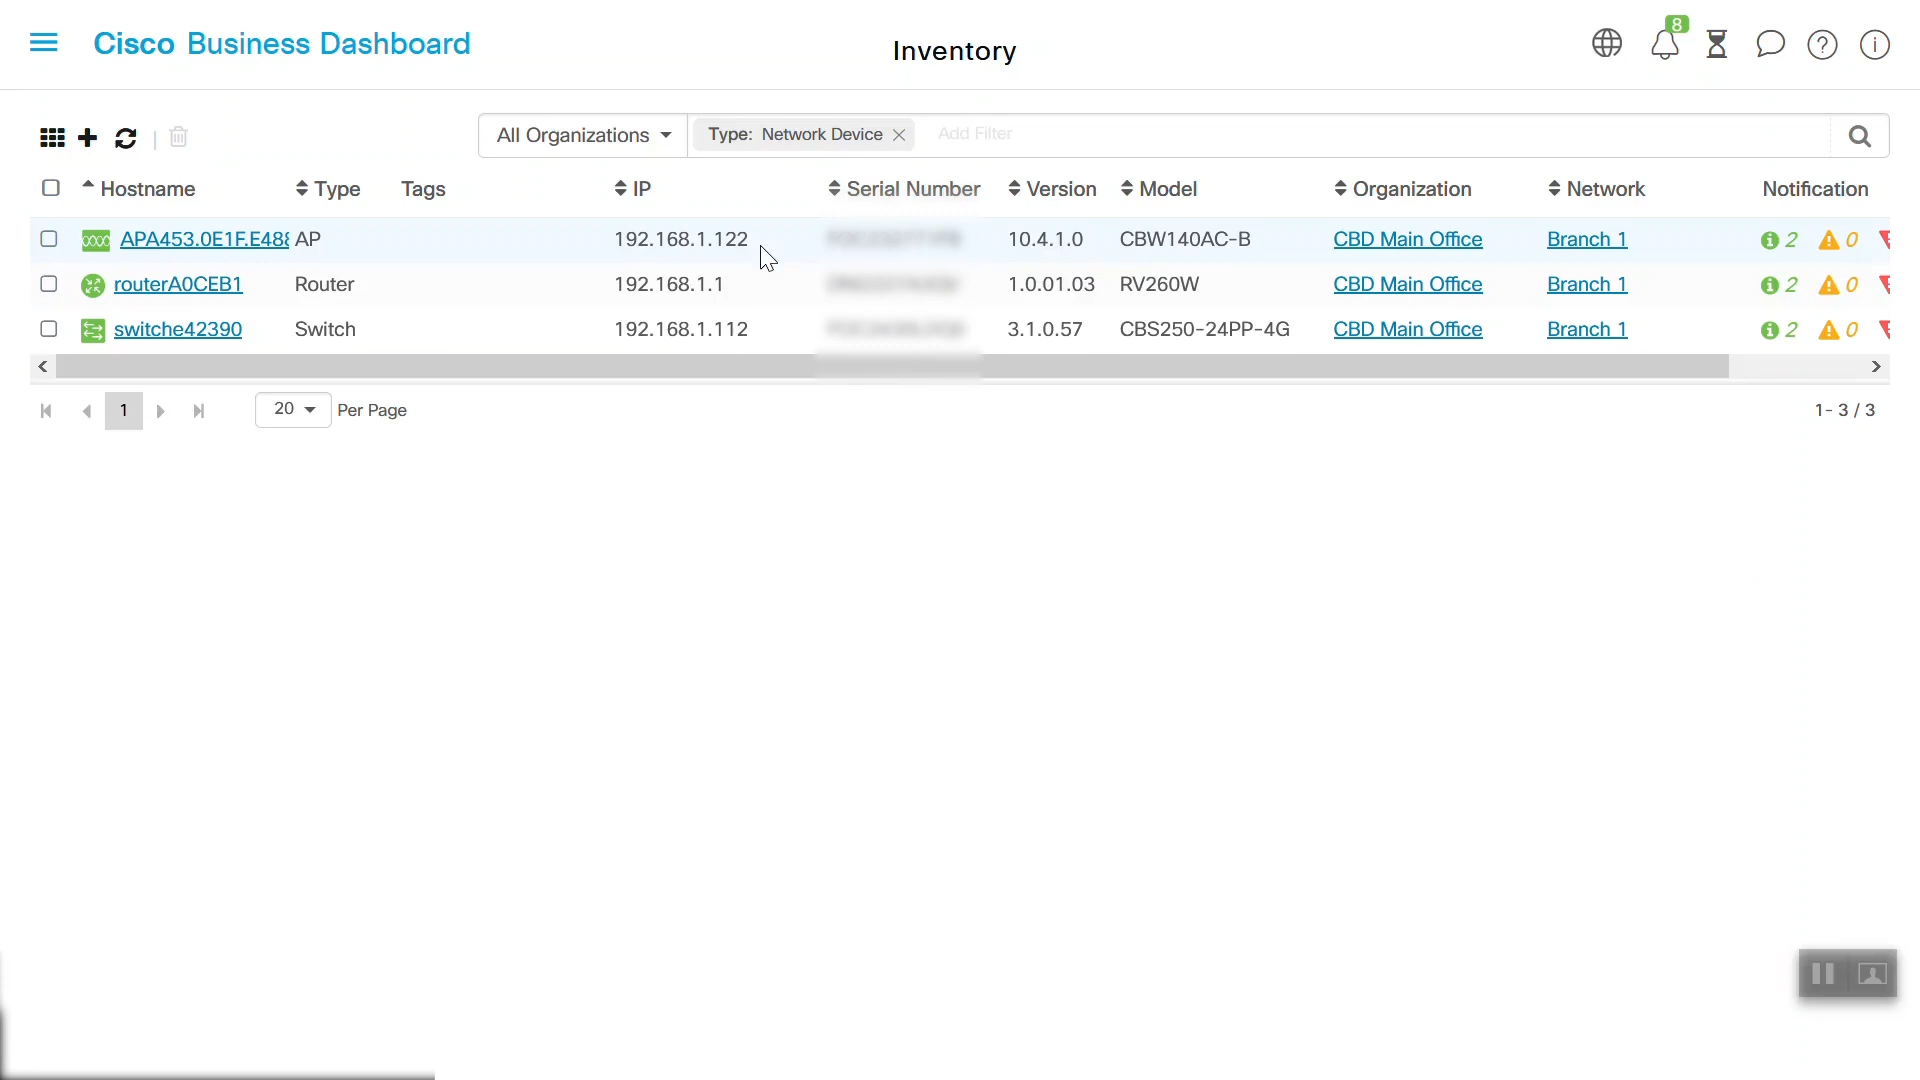 Cisco Business Dashboard
Inventory
8
All Organizations Type: Network Device Add Filter
Hostname Type Tags IP Serial Number Version Model Organization Network Notification
APA453.0E1F.E488 AP 192.168.1.122 10.4.1.0 CBW140AC-B CBD Main Office Branch 1 2 0
routerA0CEB1 Router 192.168.1.1 1.0.01.03 RV260W CBD Main Office Branch 1 2 0
switche42390 Switch 192.168.1.112 3.1.0.57 CBS250-24PP-4G CBD Main Office Branch 1 2 0
1 20 Per Page 1 - 3 / 3